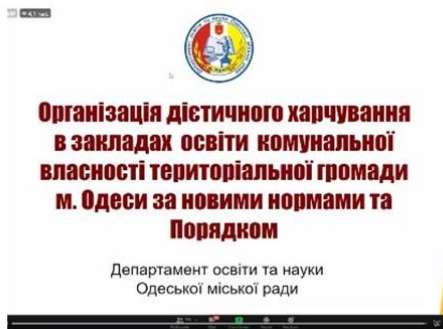 Організація дієтичного харчування
в закладах освіти комунальної
власності територіальної громади
м. Одеси за новими нормами та
Порядком
Департамент освіти та науки
Одеської міської ради